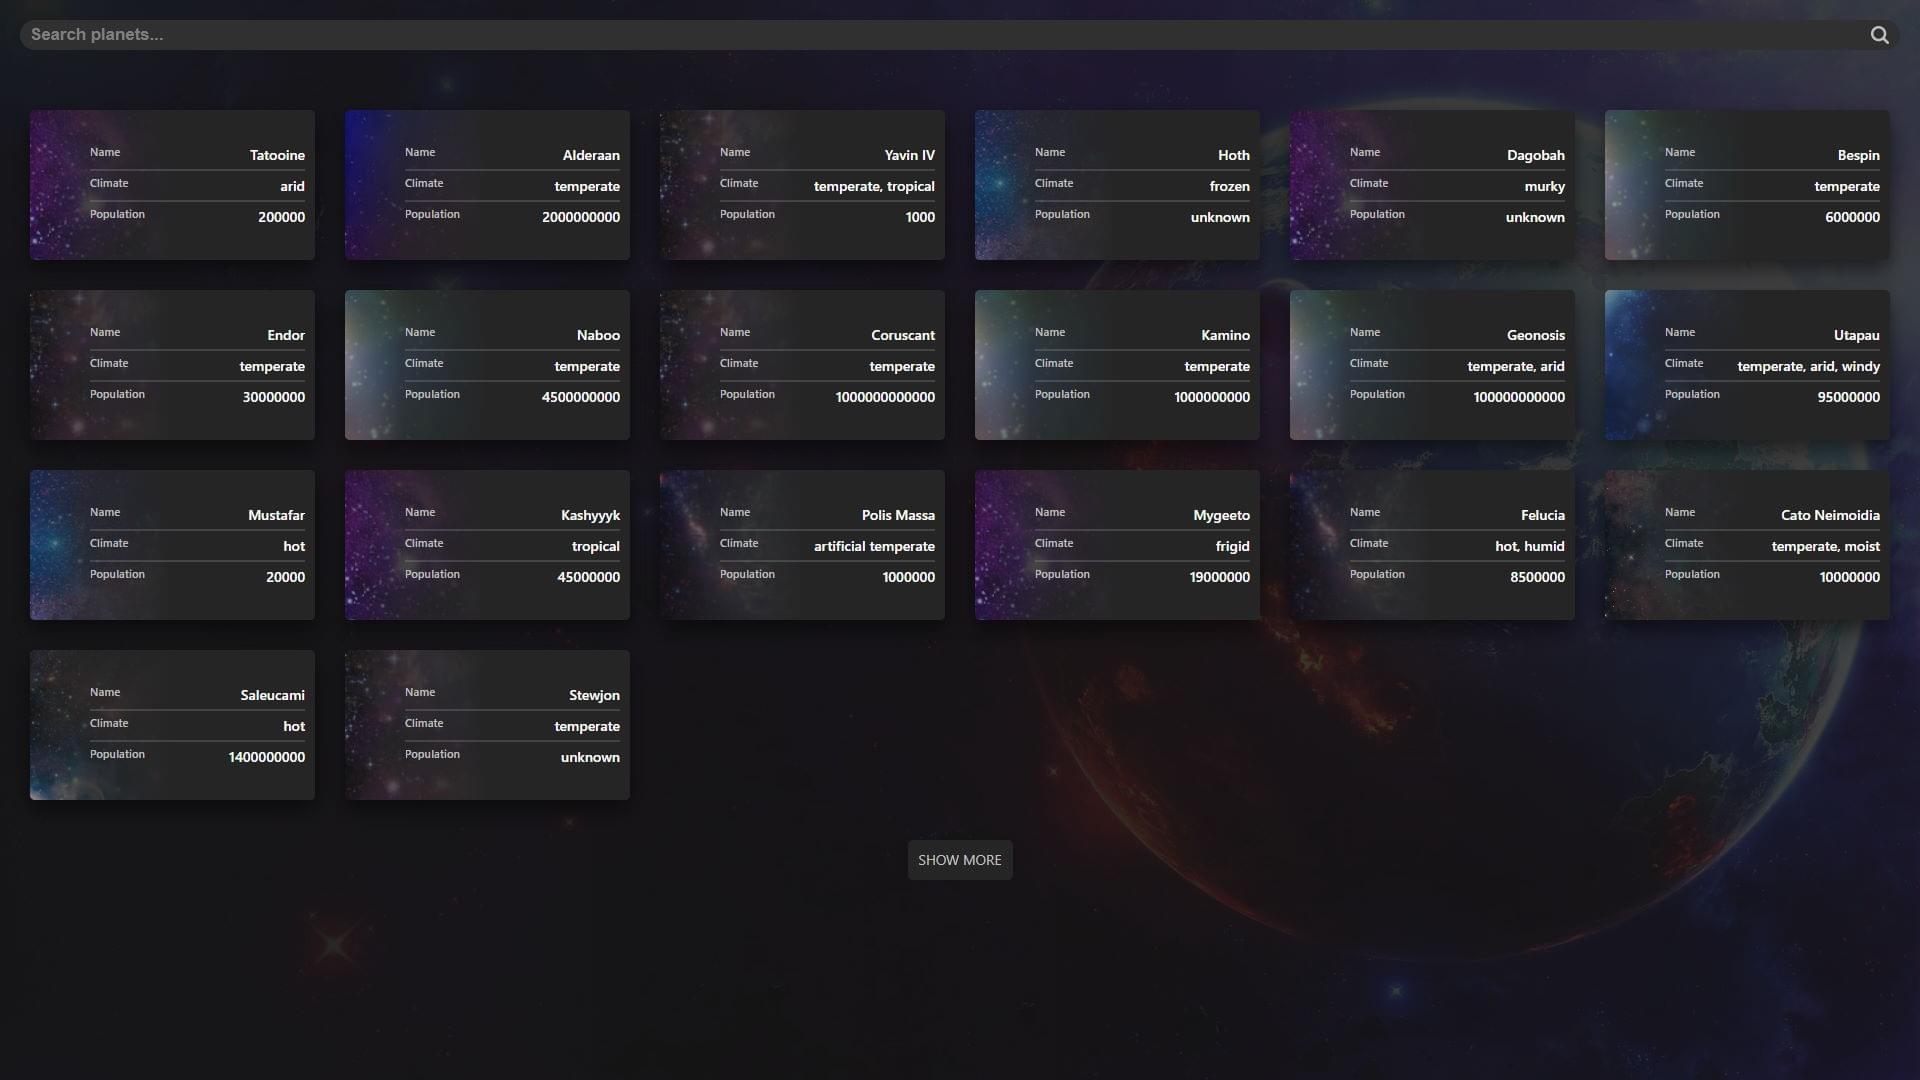 Search planets...
Name Tatooine
Climate arid
Population 200000
Name Alderaan
Climate temperate
Population 2000000000
Name Yavin IV
Climate temperate, tropical
Population 1000
Name Hoth
Climate frozen
Population unknown
Name Dagobah
Climate murky
Population unknown
Name Bespin
Climate temperate
Population 6000000
Name Endor
Climate temperate
Population 30000000
Name Naboo
Climate temperate
Population 4500000000
Name Coruscant
Climate temperate
Population 1000000000000
Name Kamino
Climate temperate
Population 1000000000
Name Geonosis
Climate temperate, arid
Population 100000000000
Name Utapau
Climate temperate, arid, windy
Population 95000000
Name Mustafar
Climate hot
Population 20000
Name Kashyyyk
Climate tropical
Population 45000000
Name Polis Massa
Climate artificial temperate
Population 1000000
Name Mygeeto
Climate frigid
Population 19000000
Name Felucia
Climate hot, humid
Population 8500000
Name Cato Neimoidia
Climate temperate, moist
Population 10000000
Name Saleucami
Climate hot
Population 1400000000
Name Stewjon
Climate temperate
Population unknown
SHOW MORE